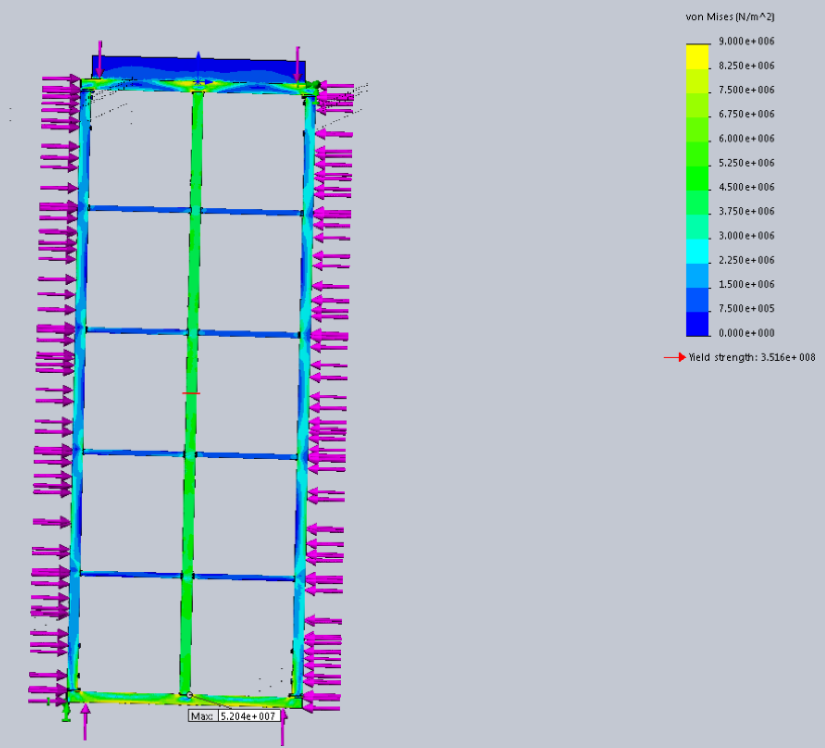 von Mises (N/m^2)
9.000e+006
8.250e+006
7.500e+006
6.750e+006
6.000e+006
5.250e+006
4.500e+006
3.750e+006
3.000e+006
2.250e+006
1.500e+006
7.500e+005
0.000e+000
Yield strength: 3.516e+008
Max: 5.204e+007